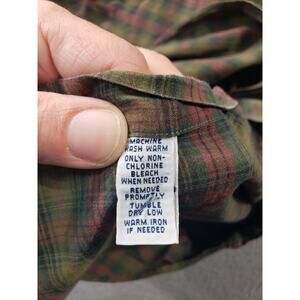 MACHINE
WASH WARM
ONLY NON-
CHLORINE
BLEACH
WHEN NEEDED
REMOVE
PROMPTLY
TUMBLE
DRY LOW
WARM IRON
IF NEEDED